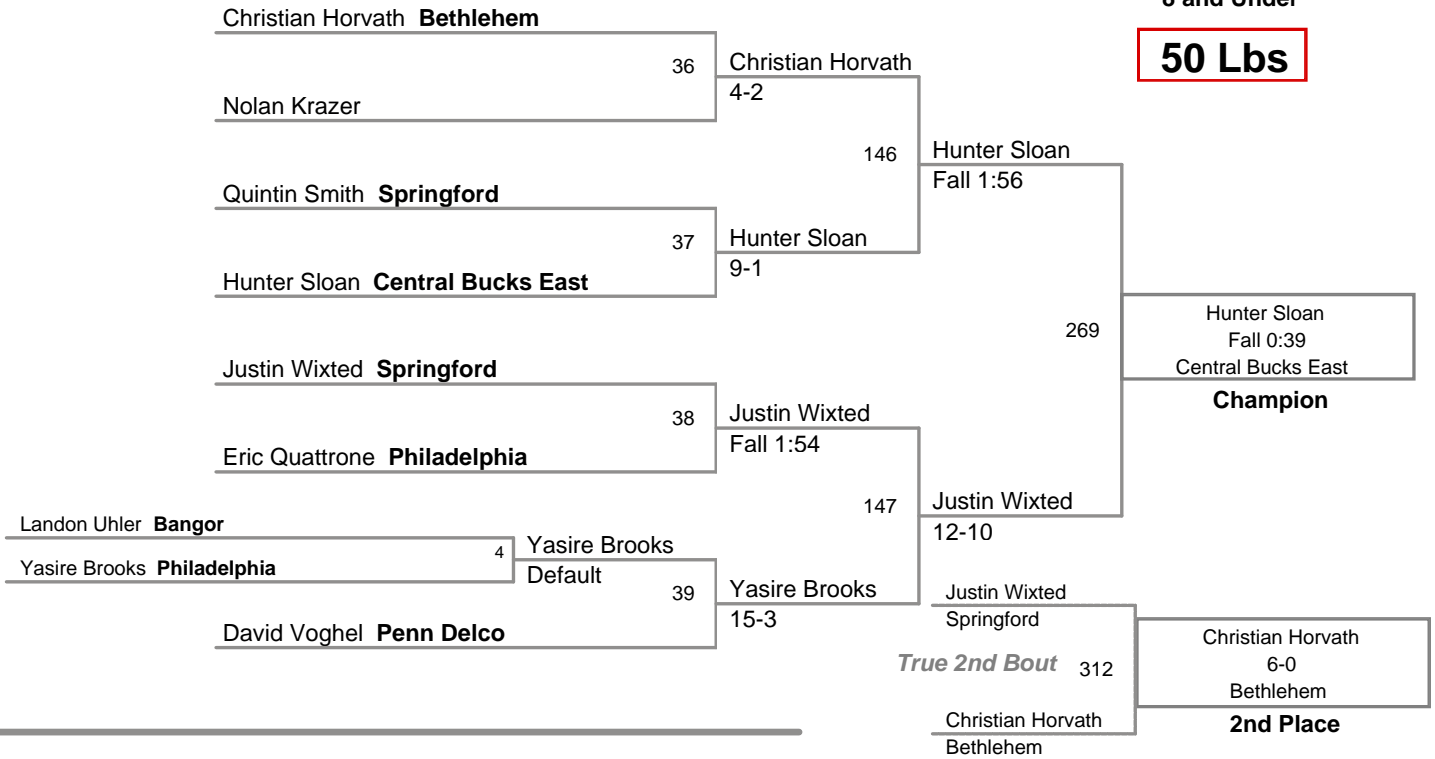 8 and Under
50 Lbs
Christian Horvath Bethlehem
36
Christian Horvath
4-2
Nolan Krazer
146
Hunter Sloan
Fall 1:56
Quintin Smith Springford
37
Hunter Sloan
9-1
Hunter Sloan Central Bucks East
269
Hunter Sloan
Fall 0:39
Central Bucks East
Champion
Justin Wixted Springford
38
Justin Wixted
Fall 1:54
Eric Quattrone Philadelphia
147
Justin Wixted
12-10
Landon Uhler Bangor
4
Yasire Brooks
Default
Yasire Brooks Philadelphia
39
Yasire Brooks
15-3
David Voghel Penn Delco
Justin Wixted
Springford
True 2nd Bout 312
Christian Horvath
6-0
Bethlehem
2nd Place
Christian Horvath
Bethlehem